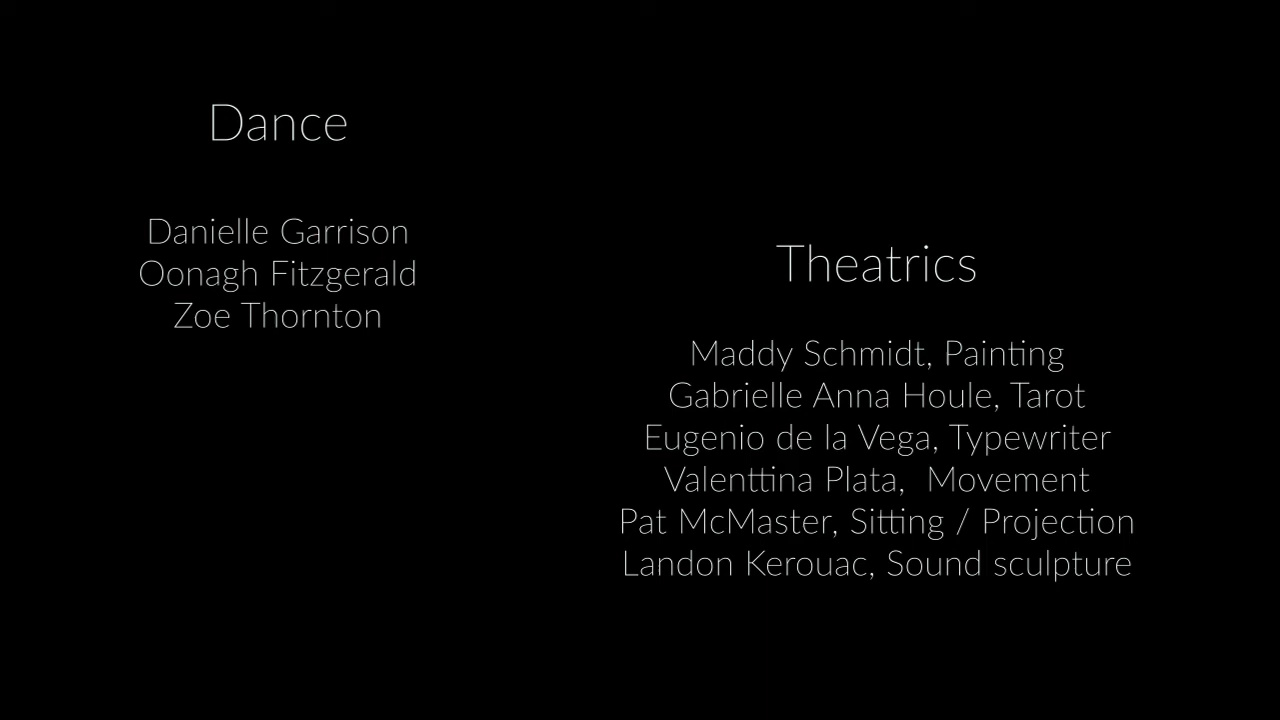 Dance
Danielle Garrison
Oonagh Fitzgerald
Zoe Thornton
Theatrics
Maddy Schmidt, Painting
Gabrielle Anna Houle, Tarot
Eugenio de la Vega, Typewriter
Valenttina Plata,  Movement
Pat McMaster, Sitting / Projection
Landon Kerouac, Sound sculpture